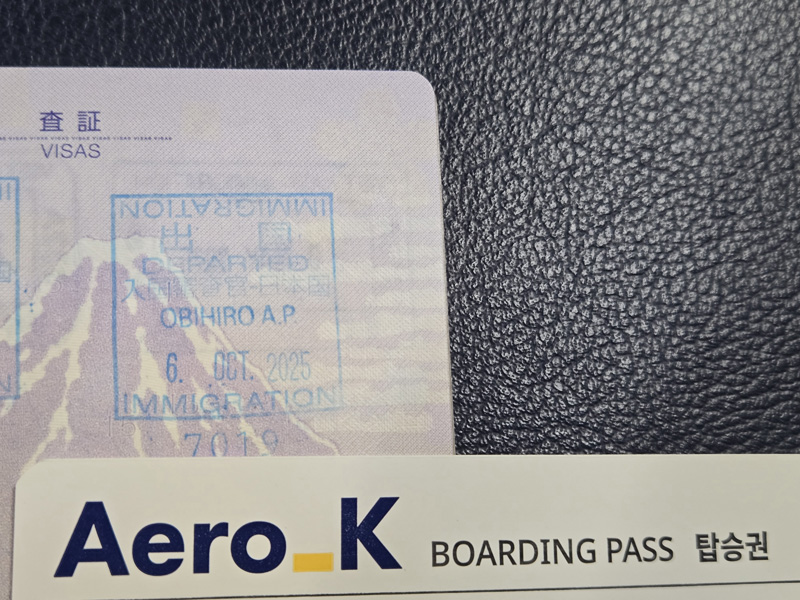 査証
VISAS
IMMIGRATION
出 国
DEPARTED
入国審査官-日本国
OBIHIRO A.P.
6. OCT. 2025
IMMIGRATION
7019
Aero_K BOARDING PASS 탑승권